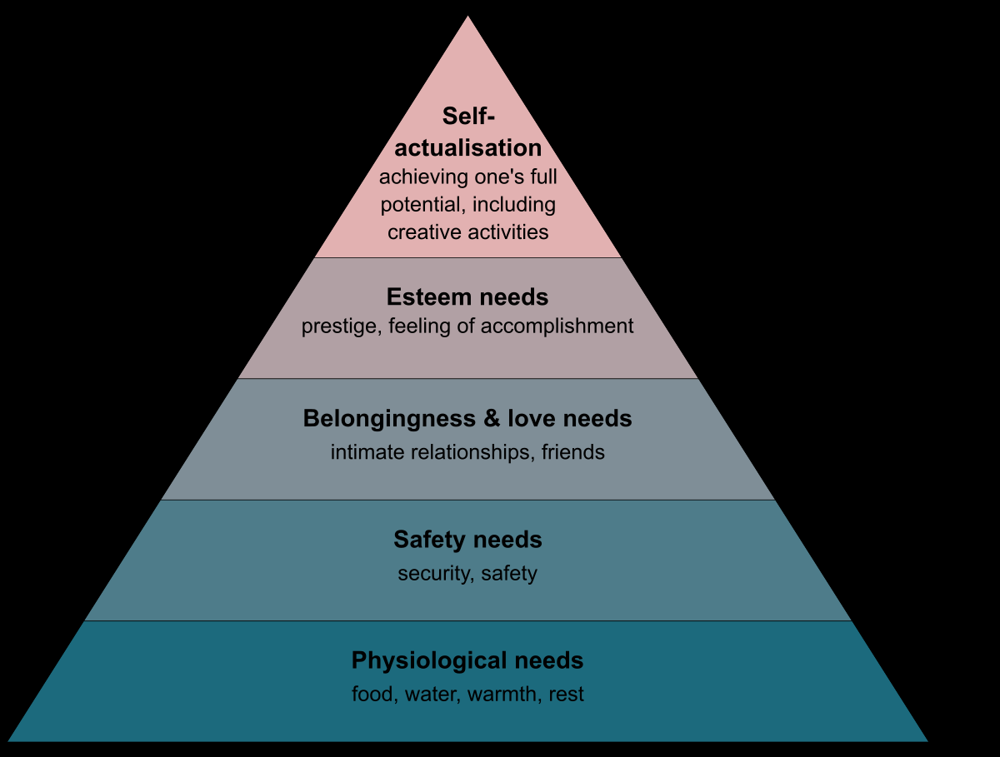 Self-
actualisation
achieving one's full
potential, including
creative activities
Esteem needs
prestige, feeling of accomplishment
Belongingness & love needs
intimate relationships, friends
Safety needs
security, safety
Physiological needs
food, water, warmth, rest